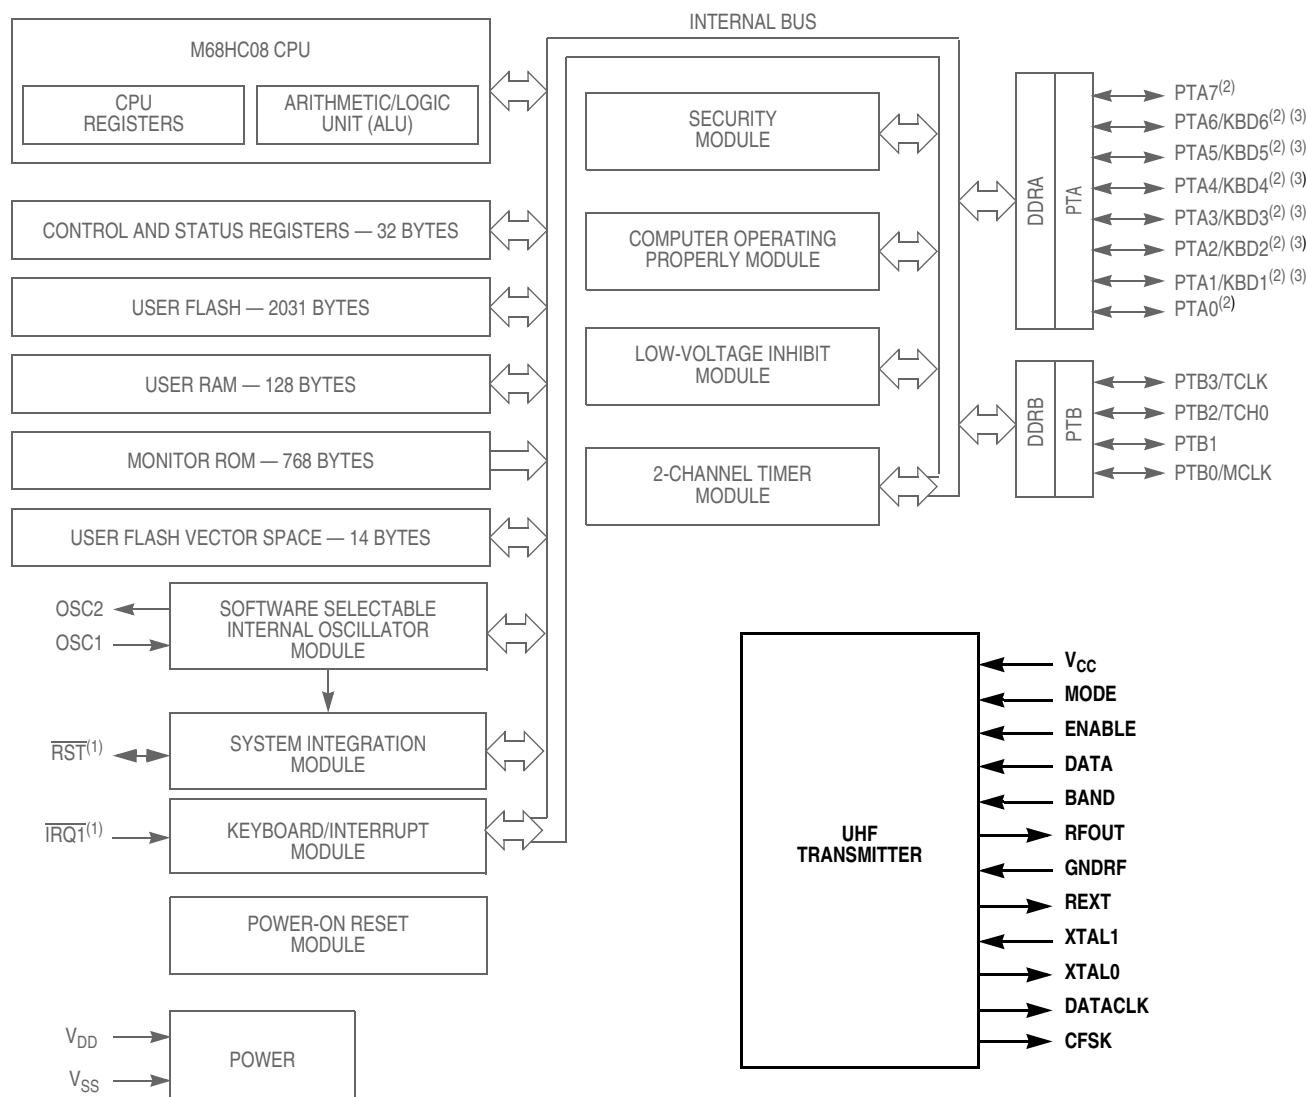 INTERNAL BUS
M68HC08 CPU
CPU
REGISTERS
ARITHMETIC/LOGIC
UNIT (ALU)
CONTROL AND STATUS REGISTERS — 32 BYTES
USER FLASH — 2031 BYTES
USER RAM — 128 BYTES
MONITOR ROM — 768 BYTES
USER FLASH VECTOR SPACE — 14 BYTES
OSC2
OSC1
SOFTWARE SELECTABLE
INTERNAL OSCILLATOR
MODULE
RST(1)
SYSTEM INTEGRATION
MODULE
IRQ1(1)
KEYBOARD/INTERRUPT
MODULE
POWER-ON RESET
MODULE
VDD
VSS
POWER
SECURITY
MODULE
COMPUTER OPERATING
PROPERLY MODULE
LOW-VOLTAGE INHIBIT
MODULE
2-CHANNEL TIMER
MODULE
DDRA
PTA
PTA7(2)
PTA6/KBD6(2) (3)
PTA5/KBD5(2) (3)
PTA4/KBD4(2) (3)
PTA3/KBD3(2) (3)
PTA2/KBD2(2) (3)
PTA1/KBD1(2) (3)
PTA0(2)
DDRB
PTB
PTB3/TCLK
PTB2/TCH0
PTB1
PTB0/MCLK
UHF
TRANSMITTER
VCC
MODE
ENABLE
DATA
BAND
RFOUT
GNDRF
REXT
XTAL1
XTAL0
DATACLK
CFSK